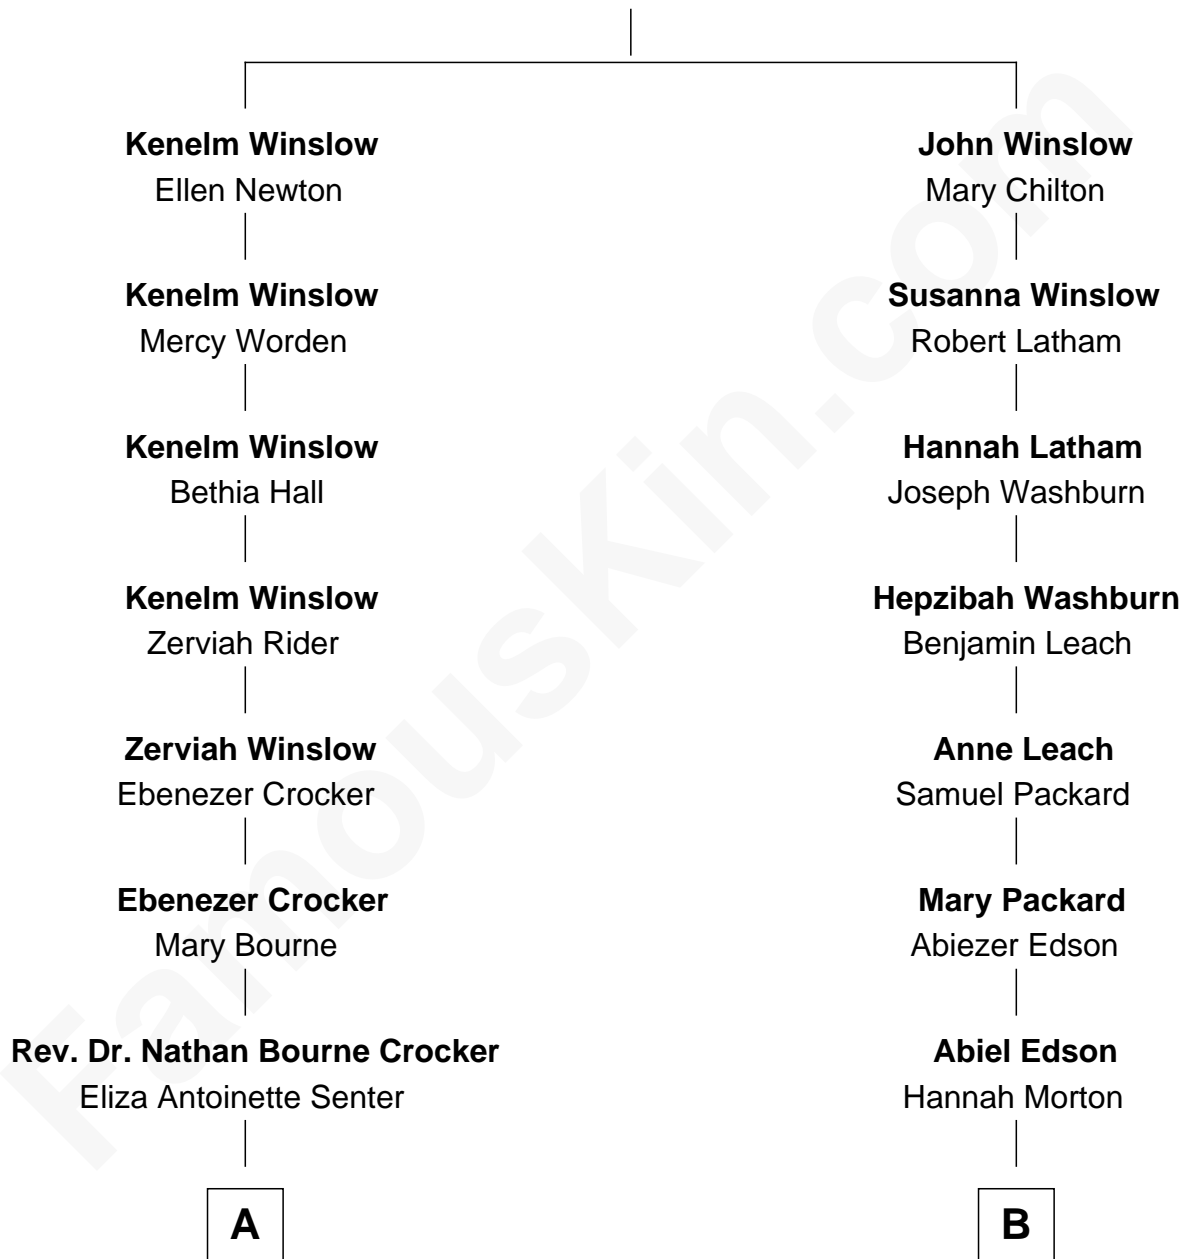 Kenelm Winslow
Ellen Newton
Kenelm Winslow
Mercy Worden
Kenelm Winslow
Bethia Hall
Kenelm Winslow
Zerviah Rider
Zerviah Winslow
Ebenezer Crocker
Ebenezer Crocker
Mary Bourne
Rev. Dr. Nathan Bourne Crocker
Eliza Antoinette Senter
A
John Winslow
Mary Chilton
Susanna Winslow
Robert Latham
Hannah Latham
Joseph Washburn
Hepzibah Washburn
Benjamin Leach
Anne Leach
Samuel Packard
Mary Packard
Abiezer Edson
Abiel Edson
Hannah Morton
B
FamousKin.com